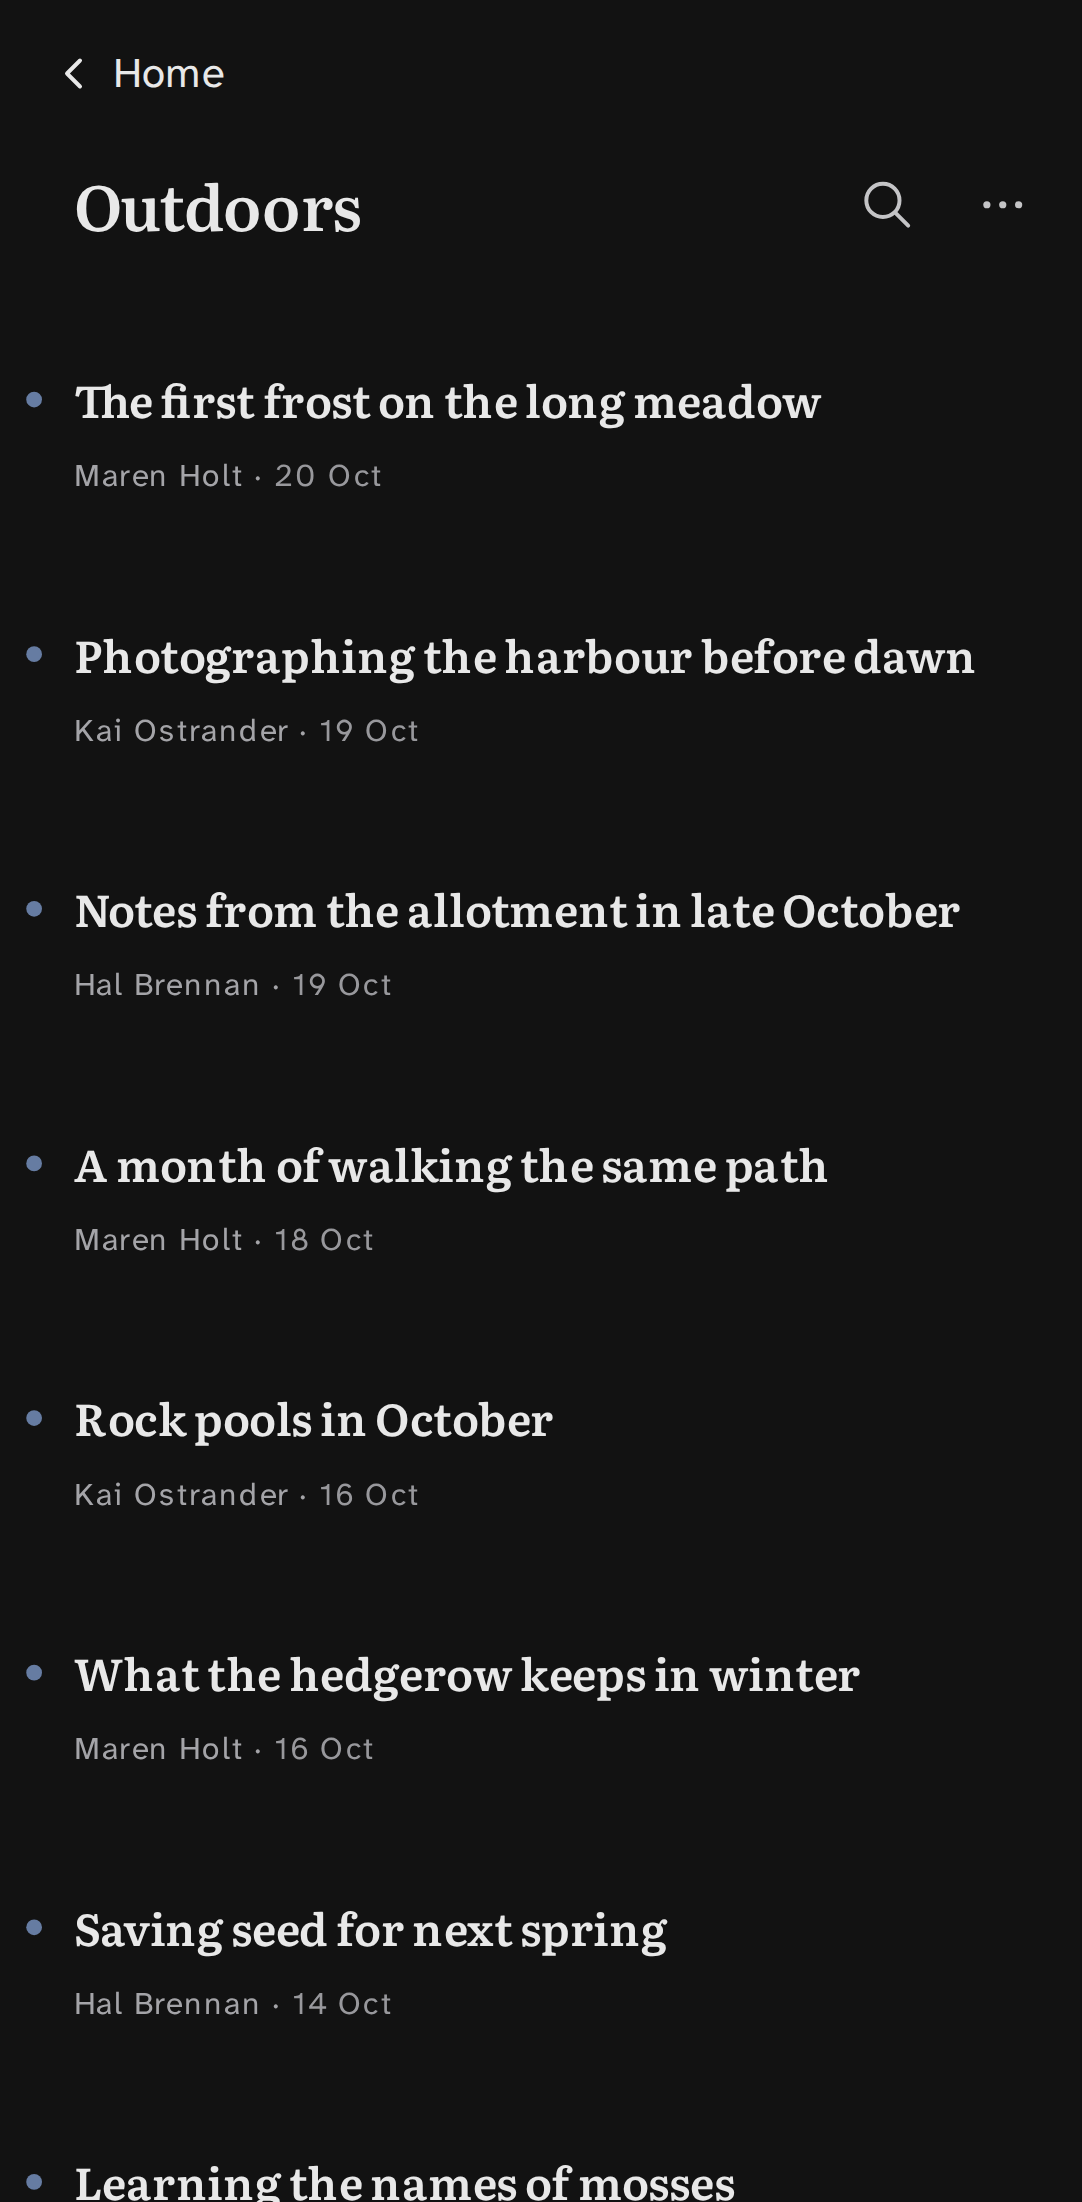 Home
Outdoors
The first frost on the long meadow
Maren Holt · 20 Oct
Photographing the harbour before dawn
Kai Ostrander · 19 Oct
Notes from the allotment in late October
Hal Brennan · 19 Oct
A month of walking the same path
Maren Holt · 18 Oct
Rock pools in October
Kai Ostrander · 16 Oct
What the hedgerow keeps in winter
Maren Holt · 16 Oct
Saving seed for next spring
Hal Brennan · 14 Oct
Learning the names of mosses